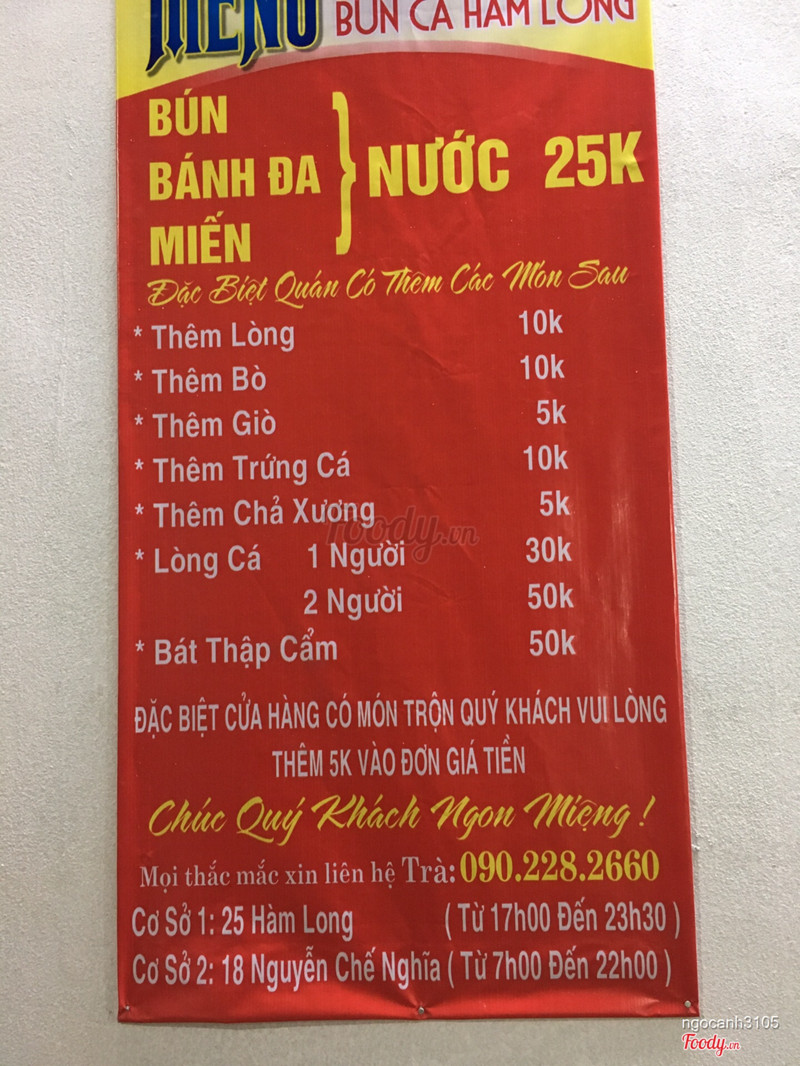 MENU BÚN CÁ HÀM LONG
BÚN
BÁNH ĐA } NƯỚC 25K
MIẾN
Đặc Biệt Quán Có Thêm Các Món Sau
* Thêm Lòng 10k
* Thêm Bò 10k
* Thêm Giò 5k
* Thêm Trứng Cá 10k
* Thêm Chả Xương 5k
foody.vn
* Lòng Cá 1 Người 30k
2 Người 50k
* Bát Thập Cẩm 50k
ĐẶC BIỆT CỬA HÀNG CÓ MÓN TRỘN QUÝ KHÁCH VUI LÒNG
THÊM 5K VÀO ĐƠN GIÁ TIỀN
Chúc Quý Khách Ngon Miệng !
Mọi thắc mắc xin liên hệ Trà: 090.228.2660
Cơ Sở 1: 25 Hàm Long ( Từ 17h00 Đến 23h30 )
Cơ Sở 2: 18 Nguyễn Chế Nghĩa ( Từ 7h00 Đến 22h00 )
ngocanh3105
Foody.vn